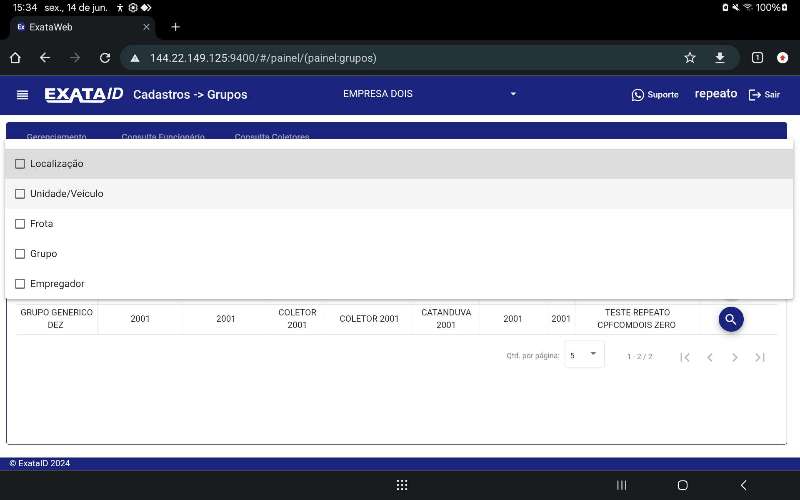 15:34 sex., 14 de jun. 100%
ExataWeb
144.22.149.125:9400/#/painel/(painel:grupos)
1
EXATAID Cadastros -> Grupos EMPRESA DOIS Suporte repeato Sair
Gerenciamento Consulta Funcionário Consulta Coletores
Localização
Unidade/Veículo
Frota
Grupo
Empregador
GRUPO GENERICO DEZ 2001 2001 COLETOR 2001 COLETOR 2001 CATANDUVA 2001 2001 2001 TESTE REPEATO CPFCOMDOIS ZERO
Qtd. por página: 5 1 - 2 / 2
© ExataID 2024